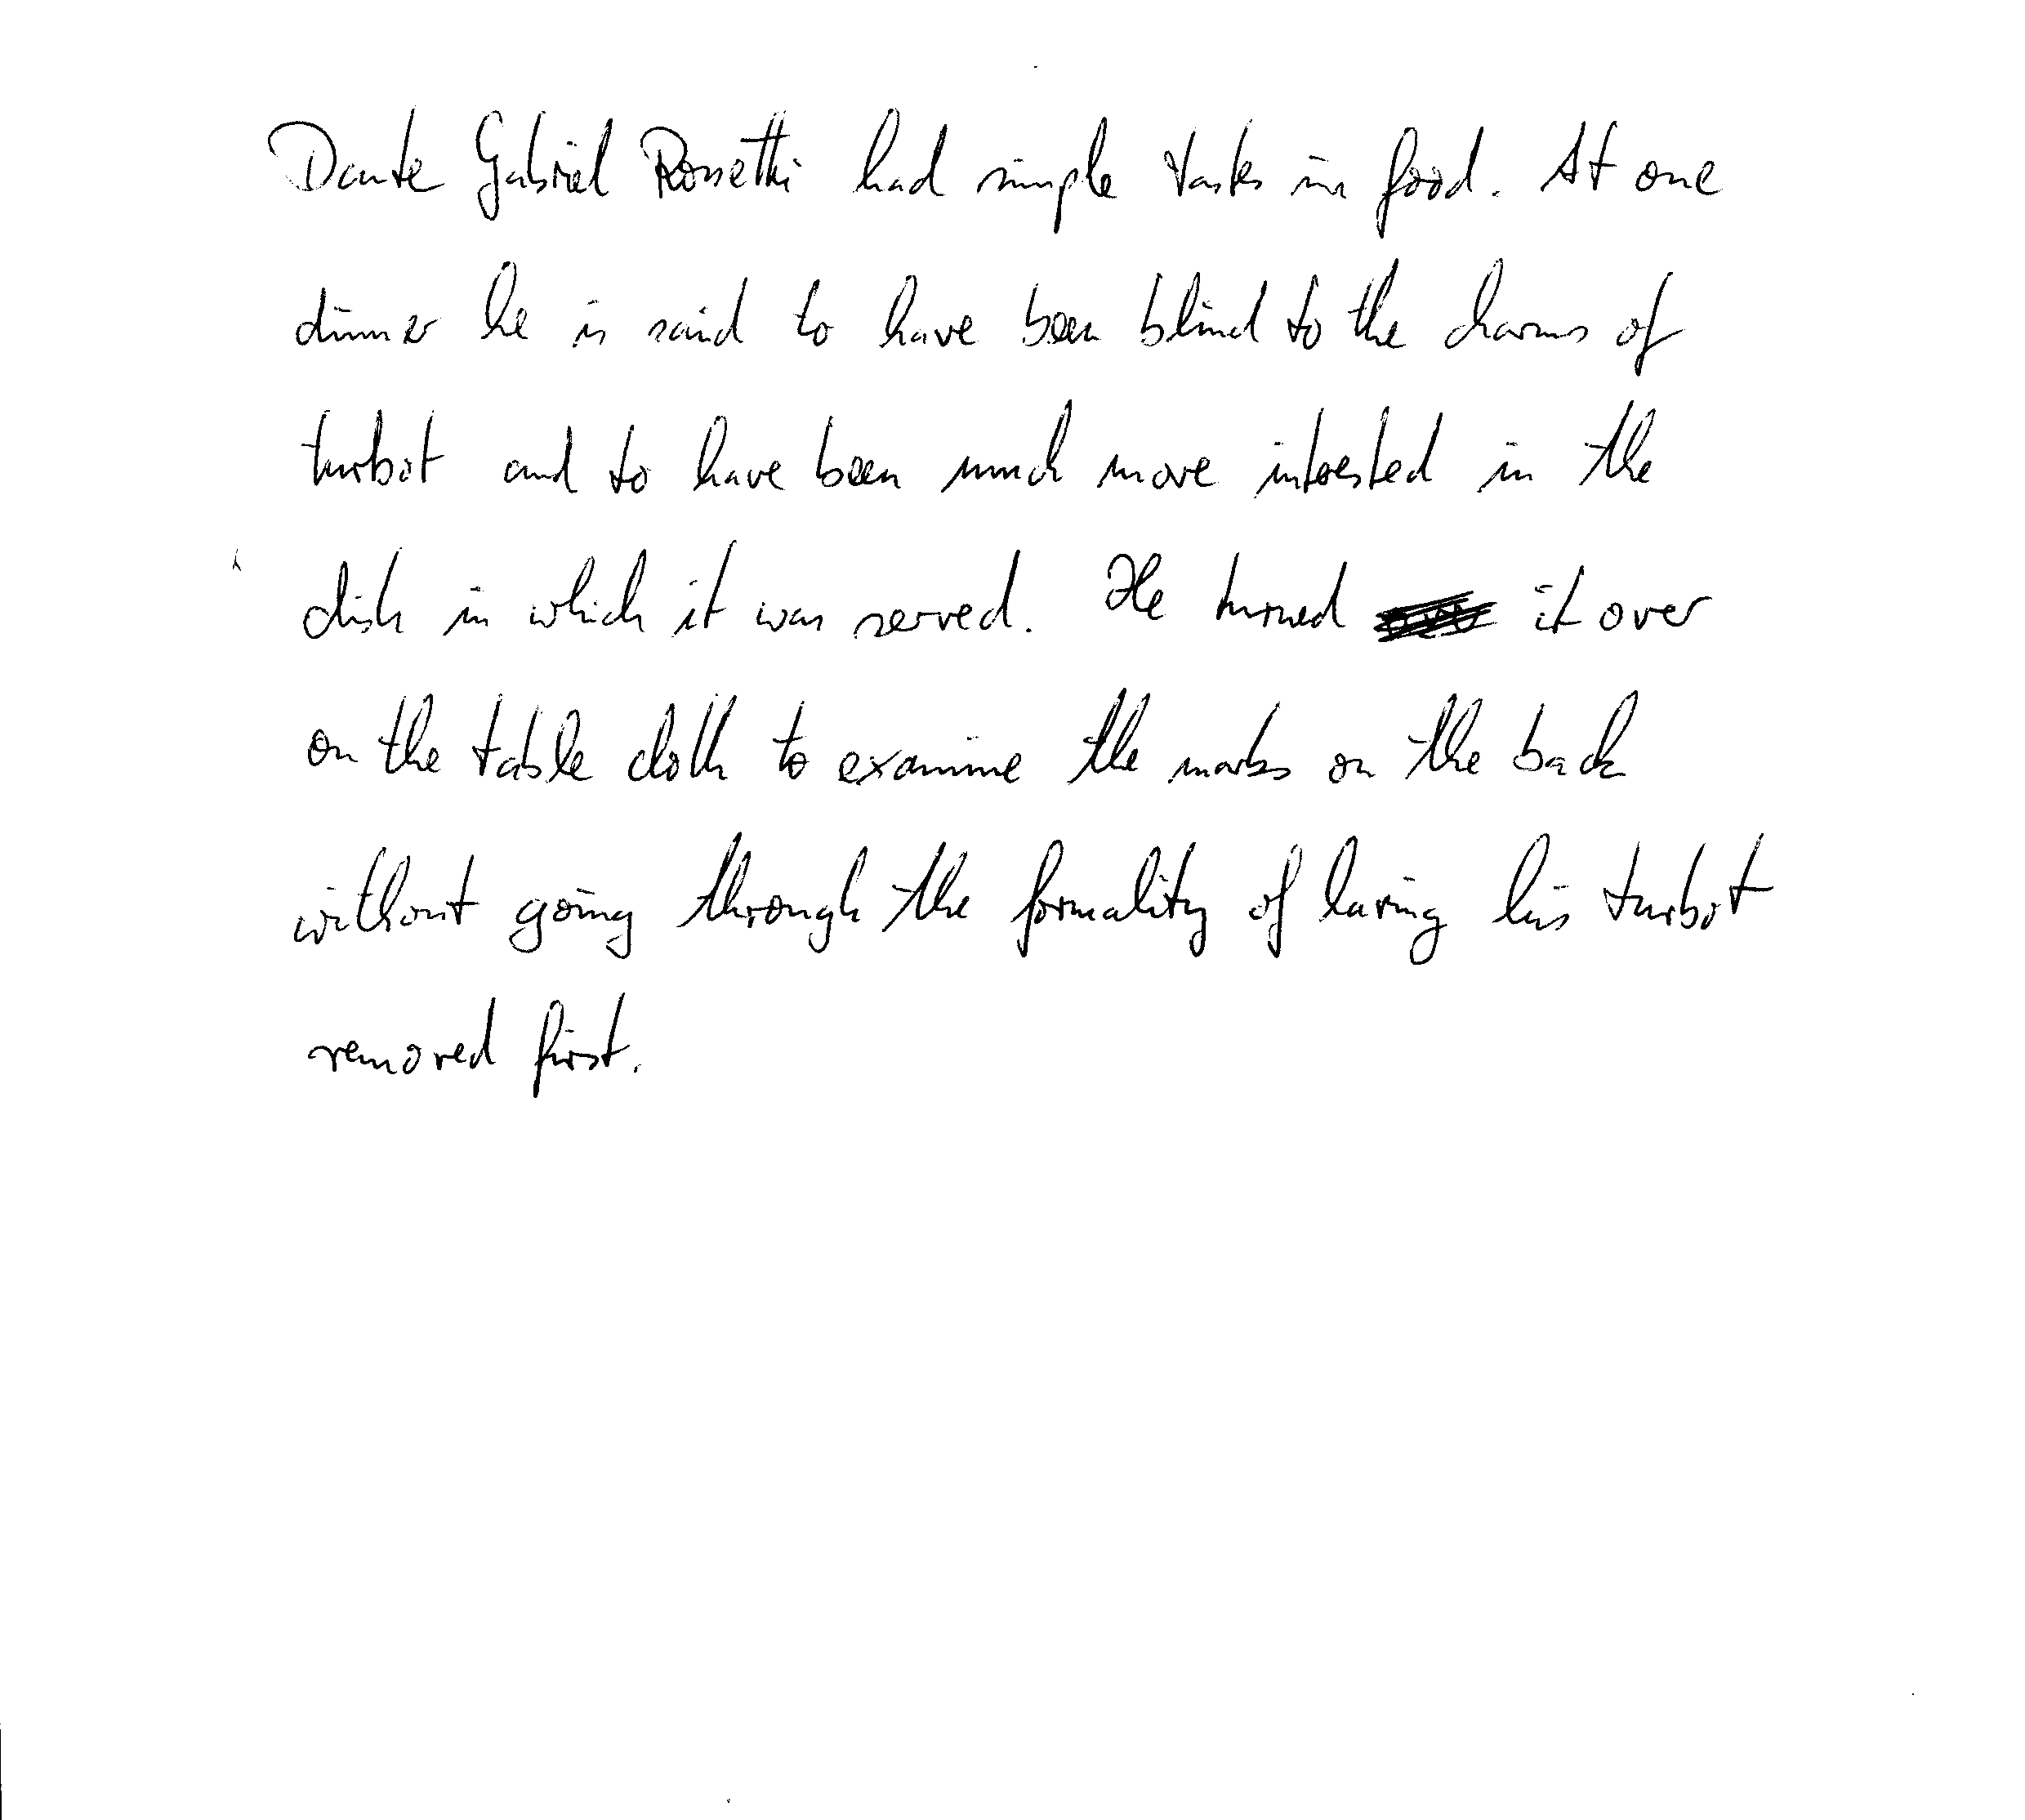 Dante Gabriel Rossetti had simple tastes in food. At one
dinner he is said to have been blind to the charms of
turbot and to have been much more interested in the
dish in which it was served. He turned it over
on the table cloth to examine the marks on the back
without going through the formality of having his turbot
removed first.